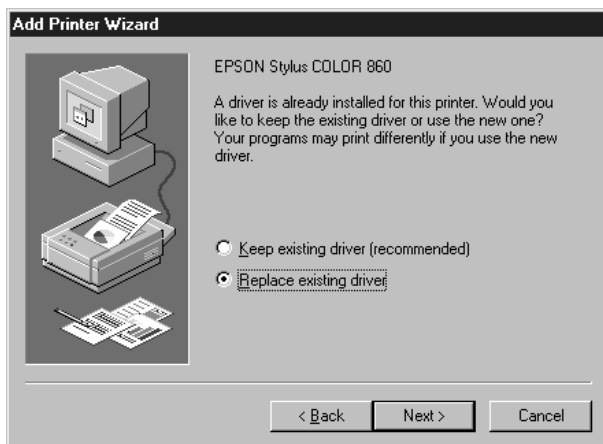 Add Printer Wizard
EPSON Stylus COLOR 860
A driver is already installed for this printer. Would you
like to keep the existing driver or use the new one?
Your programs may print differently if you use the new
driver.
Keep existing driver (recommended)
Replace existing driver
< Back
Next >
Cancel